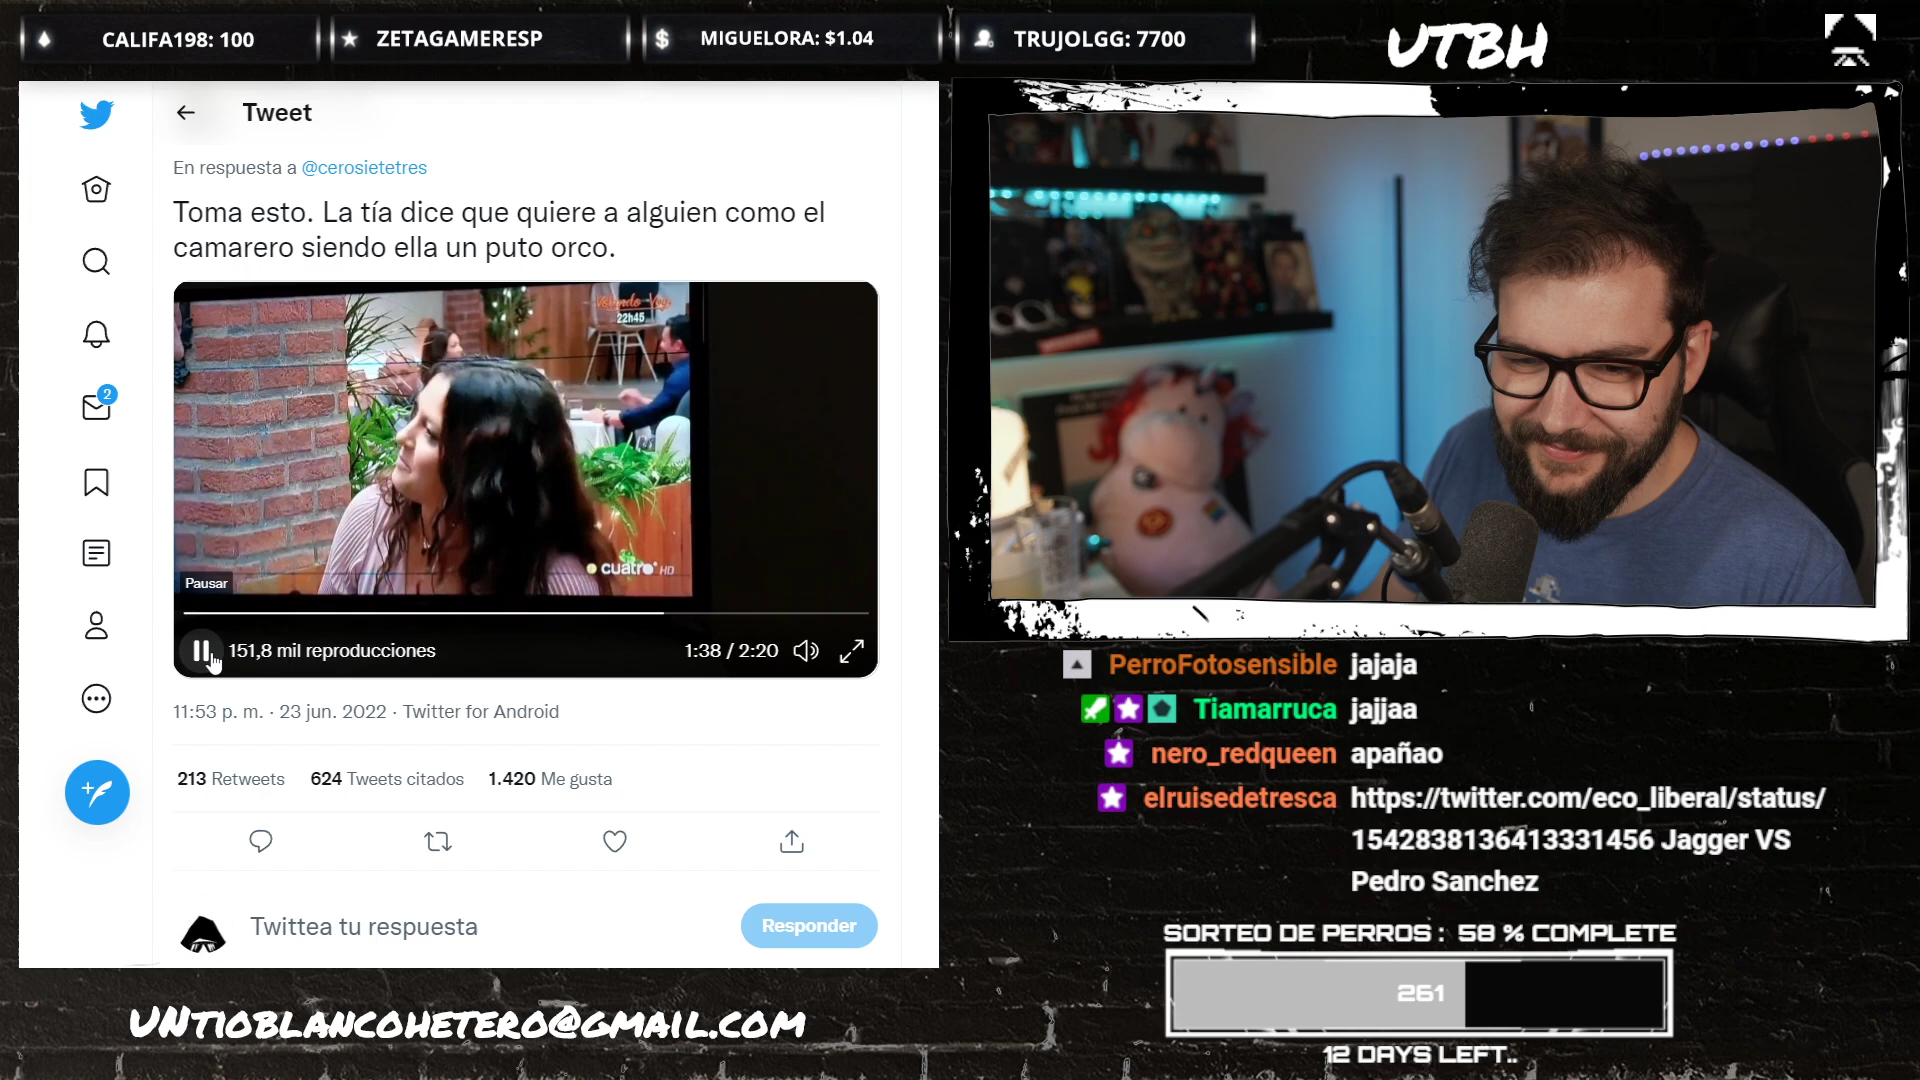 CALIFA198: 100
ZETAGAMERESP
MIGUELORA: $1.04
TRUJOLGG: 7700
UTBH
Tweet
En respuesta a @cerosietetres
Toma esto. La tía dice que quiere a alguien como el
camarero siendo ella un puto orco.
Volando Voy
22h45
cuatro HD
Pausar
151,8 mil reproducciones
1:38 / 2:20
2
11:53 p. m. · 23 jun. 2022 · Twitter for Android
213 Retweets 624 Tweets citados 1.420 Me gusta
Twittea tu respuesta
Responder
PerroFotosensible jajaja
Tiamarruca jajjaa
nero_redqueen apañao
elruisedetresca https://twitter.com/eco_liberal/status/
1542838136413331456 Jagger VS
Pedro Sanchez
SORTEO DE PERROS : 58 % COMPLETE
261
12 DAYS LEFT..
UNTIOBLANCOHETERO@GMAIL.COM